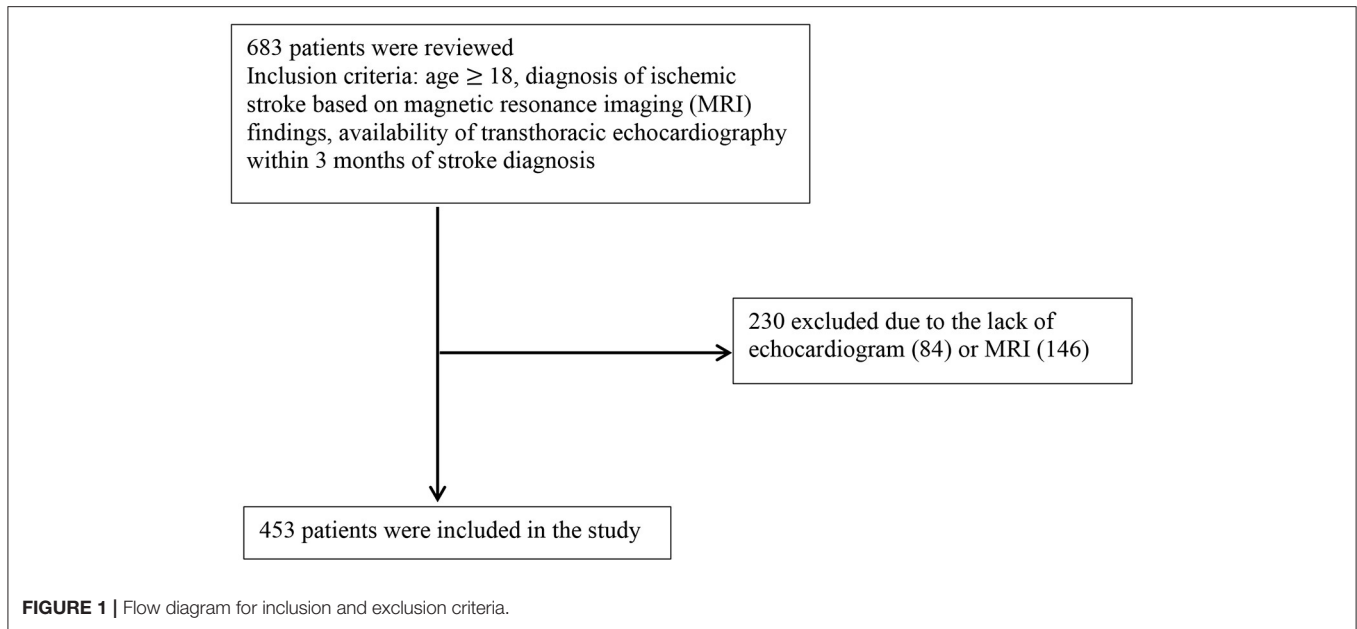 683 patients were reviewed
Inclusion criteria: age ≥ 18, diagnosis of ischemic
stroke based on magnetic resonance imaging (MRI)
findings, availability of transthoracic echocardiography
within 3 months of stroke diagnosis
230 excluded due to the lack of
echocardiogram (84) or MRI (146)
453 patients were included in the study
FIGURE 1 | Flow diagram for inclusion and exclusion criteria.